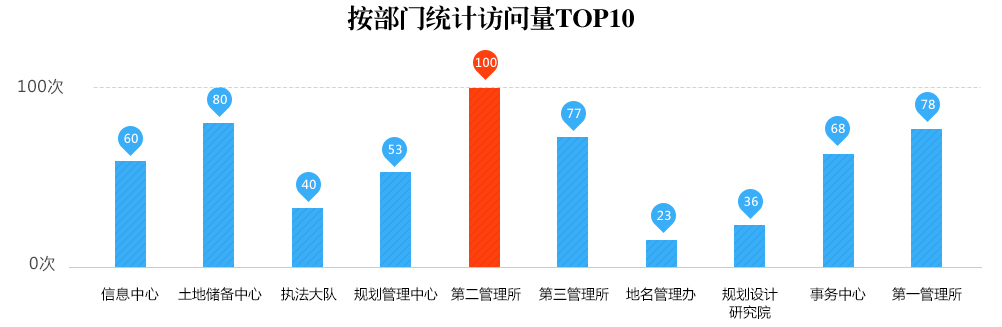 按部门统计访问量TOP10
100次
60
80
40
53
100
77
23
36
68
78
0次
信息中心
土地储备中心
执法大队
规划管理中心
第二管理所
第三管理所
地名管理办
规划设计
研究院
事务中心
第一管理所